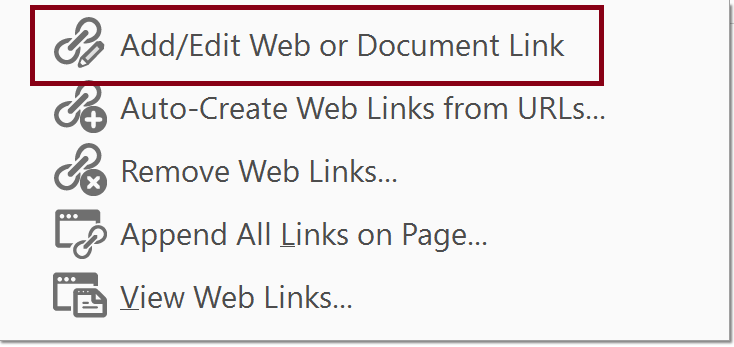 Add/Edit Web or Document Link
Auto-Create Web Links from URLs...
Remove Web Links...
Append All Links on Page...
View Web Links...